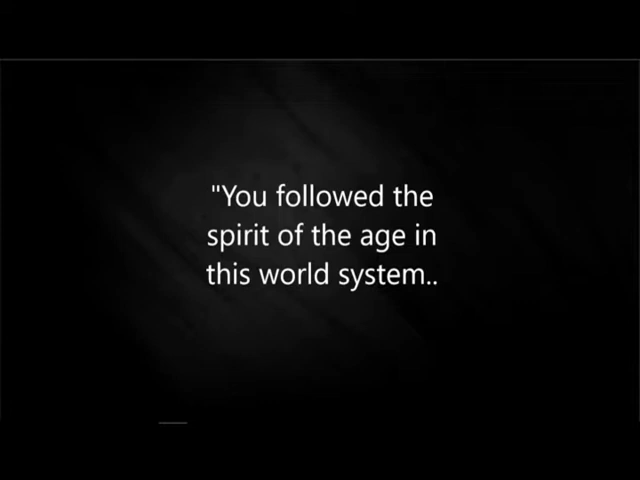 "You followed the
spirit of the age in
this world system..